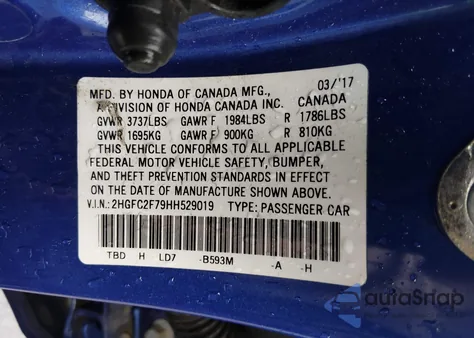 MFD. BY HONDA OF CANADA MFG., 03/'17
A DIVISION OF HONDA CANADA INC. CANADA
GVWR 3737LBS GAWR F 1984LBS R 1786LBS
GVWR 1695KG GAWR F 900KG R 810KG
THIS VEHICLE CONFORMS TO ALL APPLICABLE
FEDERAL MOTOR VEHICLE SAFETY, BUMPER,
AND THEFT PREVENTION STANDARDS IN EFFECT
ON THE DATE OF MANUFACTURE SHOWN ABOVE.
V.I.N.: 2HGFC2F79HH529019 TYPE: PASSENGER CAR
TBD H LD7 -B593M -A -H
autoSnap